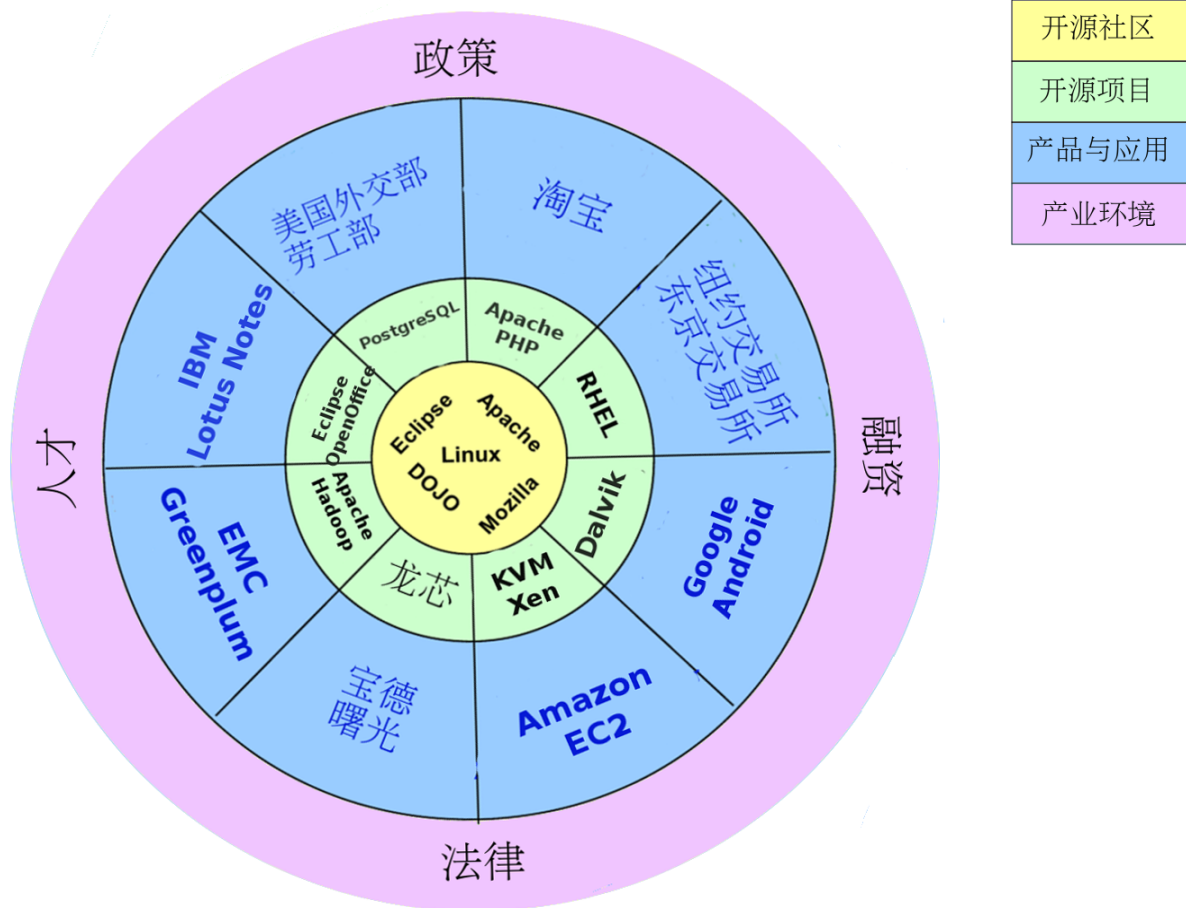 开源社区
开源项目
产品与应用
产业环境
政策
融资
法律
人才
淘宝
纽约交易所
东京交易所
Google
Android
Amazon
EC2
宝德
曙光
EMC
Greenplum
IBM
Lotus Notes
美国外交部
劳工部
Apache
PHP
RHEL
Dalvik
KVM
Xen
龙芯
Apache
Hadoop
Eclipse
OpenOffice
PostgreSQL
Eclipse
Apache
Linux
DOJO
Mozilla